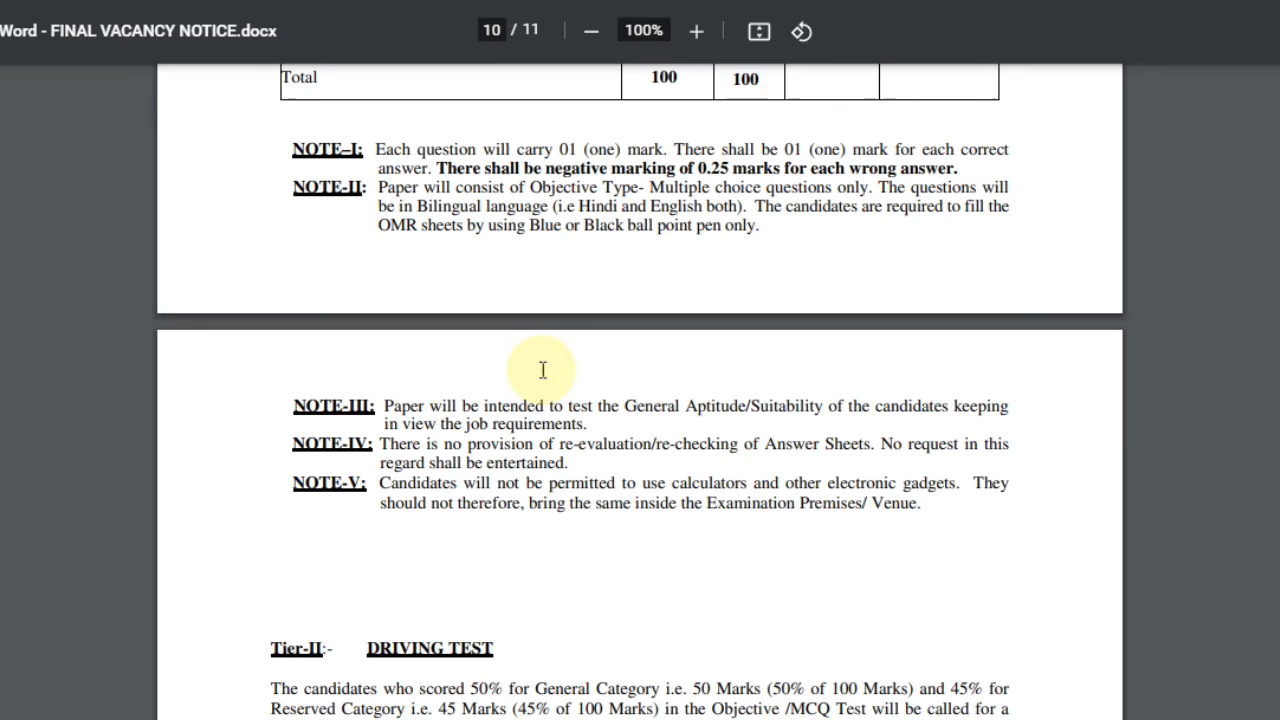 Word - FINAL VACANCY NOTICE.docx
10 / 11
100%
Total 100 100
NOTE–I: Each question will carry 01 (one) mark. There shall be 01 (one) mark for each correct
answer. There shall be negative marking of 0.25 marks for each wrong answer.
NOTE-II: Paper will consist of Objective Type- Multiple choice questions only. The questions will
be in Bilingual language (i.e Hindi and English both). The candidates are required to fill the
OMR sheets by using Blue or Black ball point pen only.
NOTE-III: Paper will be intended to test the General Aptitude/Suitability of the candidates keeping
in view the job requirements.
NOTE-IV: There is no provision of re-evaluation/re-checking of Answer Sheets. No request in this
regard shall be entertained.
NOTE-V: Candidates will not be permitted to use calculators and other electronic gadgets. They
should not therefore, bring the same inside the Examination Premises/ Venue.
Tier-II:- DRIVING TEST
The candidates who scored 50% for General Category i.e. 50 Marks (50% of 100 Marks) and 45% for
Reserved Category i.e. 45 Marks (45% of 100 Marks) in the Objective /MCQ Test will be called for a